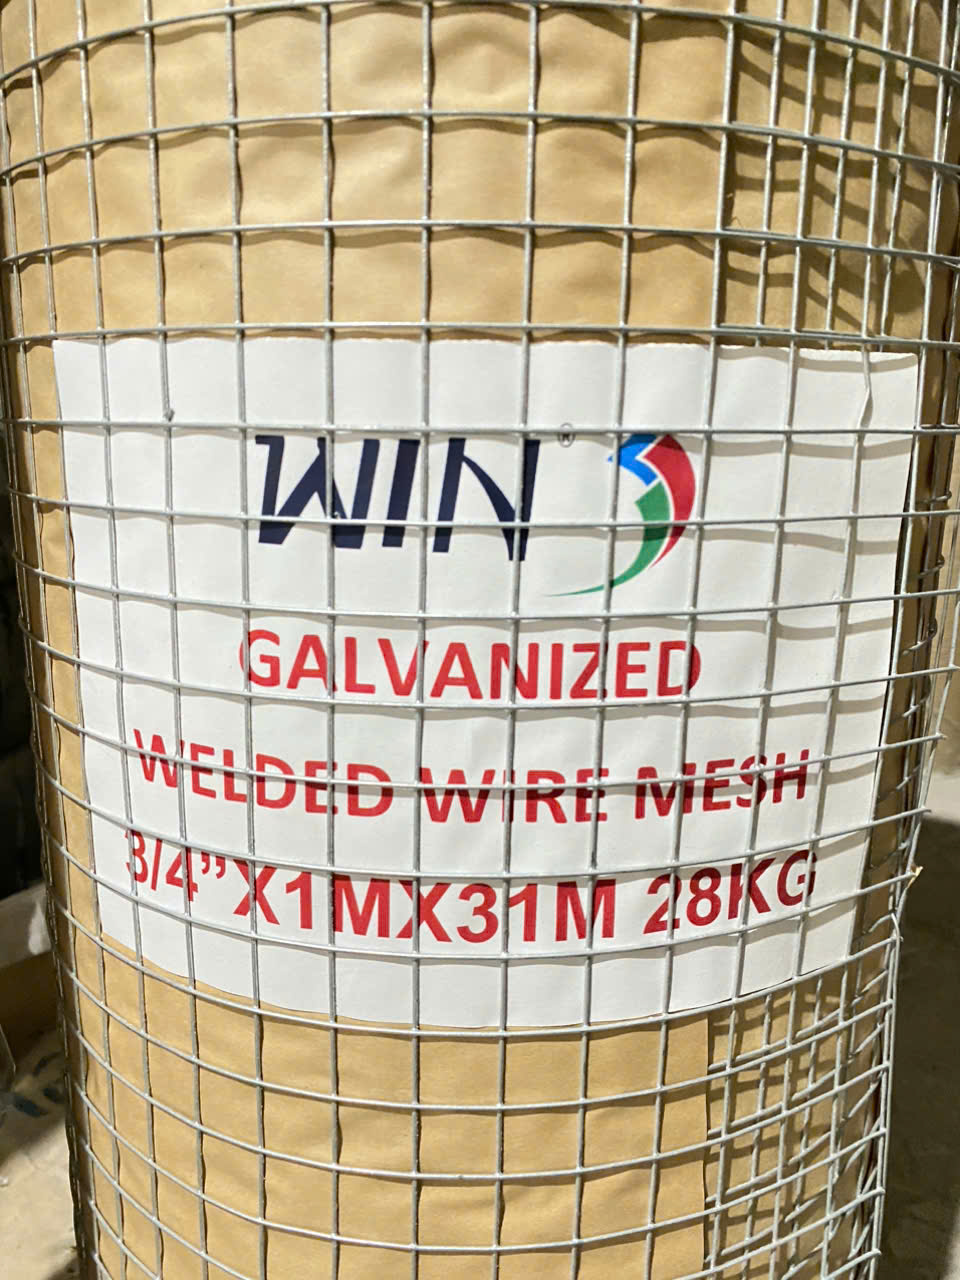 WIN ®
GALVANIZED
WELDED WIRE MESH
3/4”X1MX31M 28KG